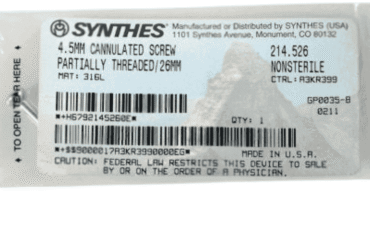 SYNTHES® Manufactured or Distributed by SYNTHES (USA)
1101 Synthes Avenue, Monument, CO 80132
4.5MM CANNULATED SCREW 214.526
PARTIALLY THREADED/26MM NONSTERILE
MAT: 316L CTRL: A3KR399
GP0035-B
0211
*+H6792145260E* QTY: 1
MADE IN U.S.A.
*+$$9000017A3KR3990000EG*
CAUTION: FEDERAL LAW RESTRICTS THIS DEVICE TO SALE
BY OR ON THE ORDER OF A PHYSICIAN.
TO OPEN TEAR HERE